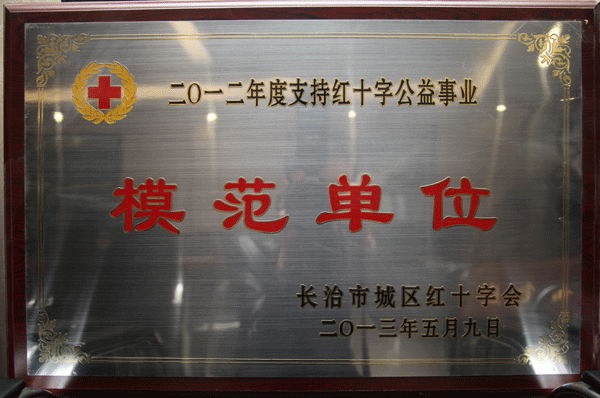 二〇一二年度支持红十字公益事业
模范单位
长治市城区红十字会
二〇一三年五月九日